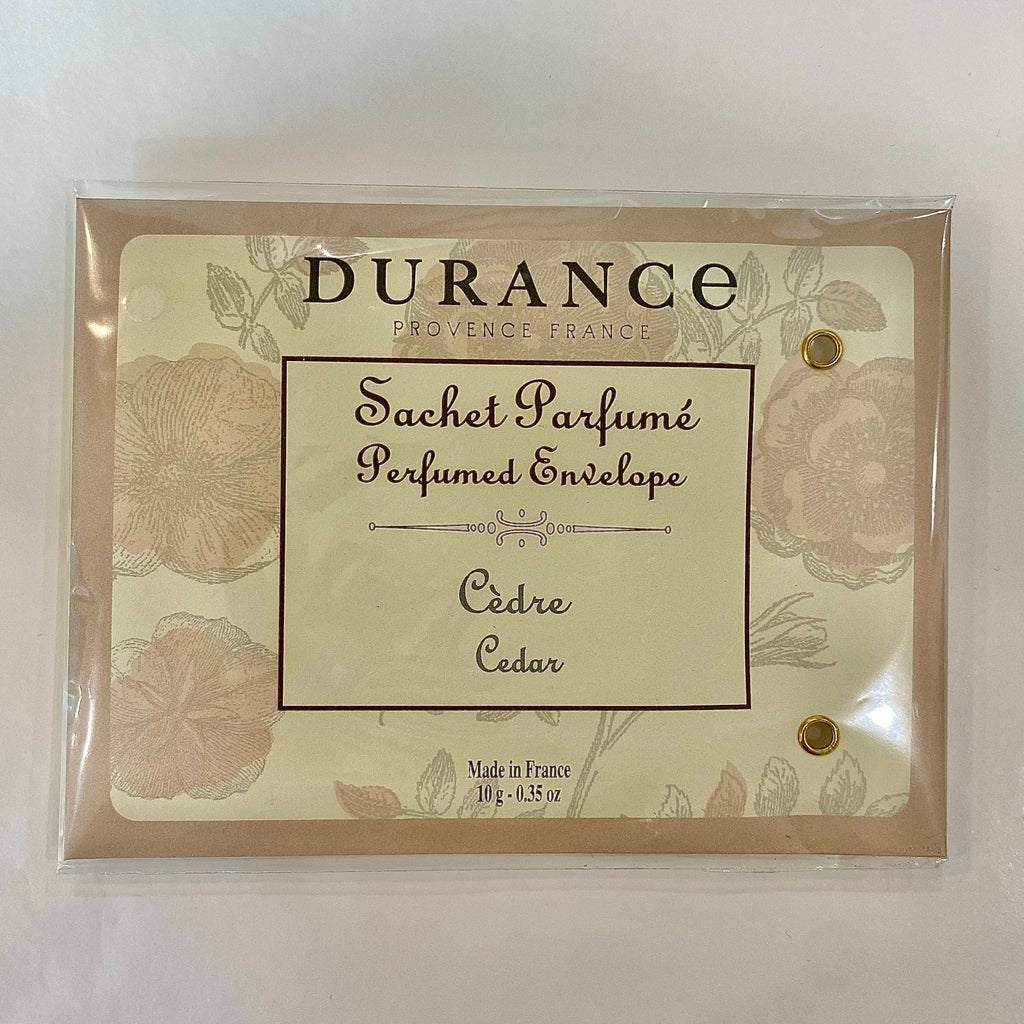 DURANCe
PROVENCE FRANCE
Sachet Parfumé
Perfumed Envelope
Cèdre
Cedar
Made in France
10 g - 0.35 oz